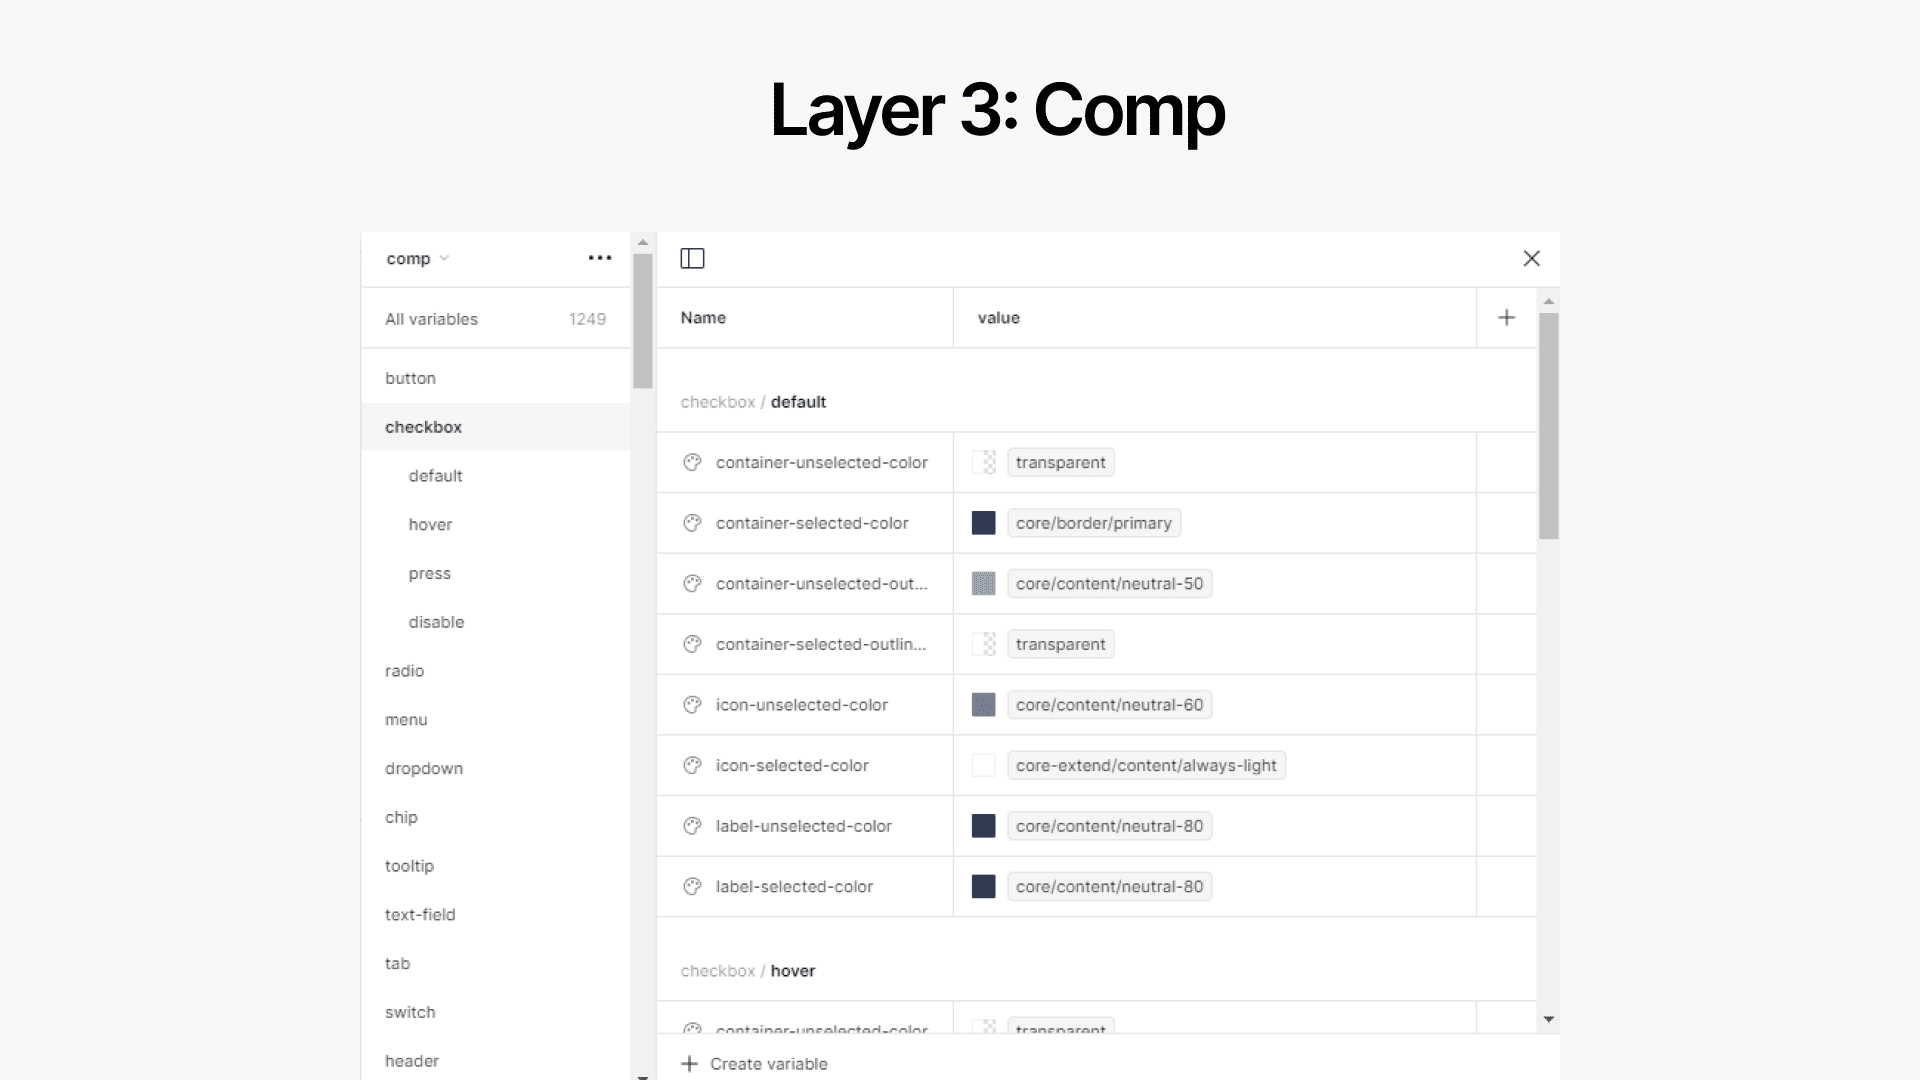 Layer 3: Comp
comp
All variables 1249
button
checkbox
default
hover
press
disable
radio
menu
dropdown
chip
tooltip
text-field
tab
switch
header
Name value
checkbox / default
container-unselected-color transparent
container-selected-color core/border/primary
container-unselected-out... core/content/neutral-50
container-selected-outlin... transparent
icon-unselected-color core/content/neutral-60
icon-selected-color core-extend/content/always-light
label-unselected-color core/content/neutral-80
label-selected-color core/content/neutral-80
checkbox / hover
container-unselected-color transparent
Create variable